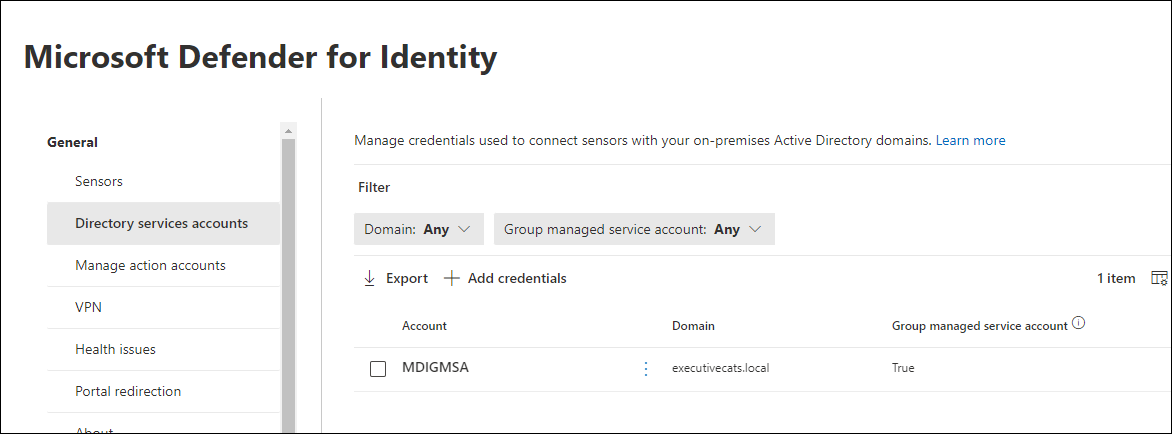 Microsoft Defender for Identity
General
Sensors
Directory services accounts
Manage action accounts
VPN
Health issues
Portal redirection
About
Manage credentials used to connect sensors with your on-premises Active Directory domains. Learn more
Filter
Domain: Any
Group managed service account: Any
Export
Add credentials
1 item
Account Domain Group managed service account
MDIGMSA executivecats.local True